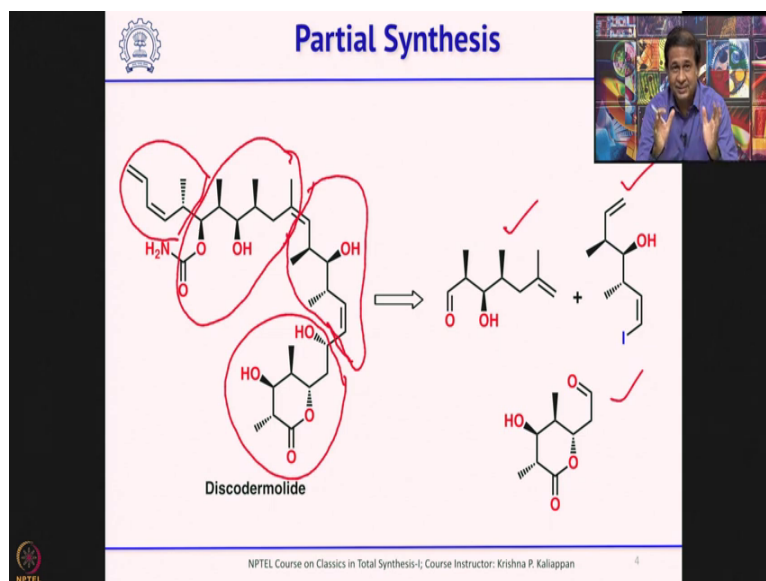 Partial Synthesis
H₂N
O
OH
O
OH
HO
HO
O
O
Discodermolide
O
OH
+
OH
I
O
HO
O
O
NPTEL Course on Classics in Total Synthesis-I; Course Instructor: Krishna P. Kaliappan
4
NPTEL